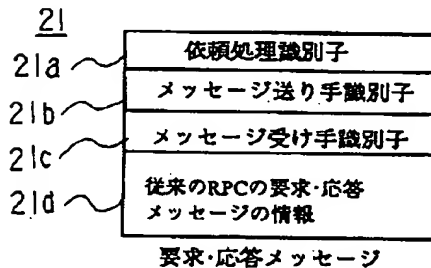 21
21a
依頼処理識別子
21b
メッセージ送り手識別子
21c
メッセージ受け手識別子
21d
従来のRPCの要求・応答
メッセージの情報
要求・応答メッセージ